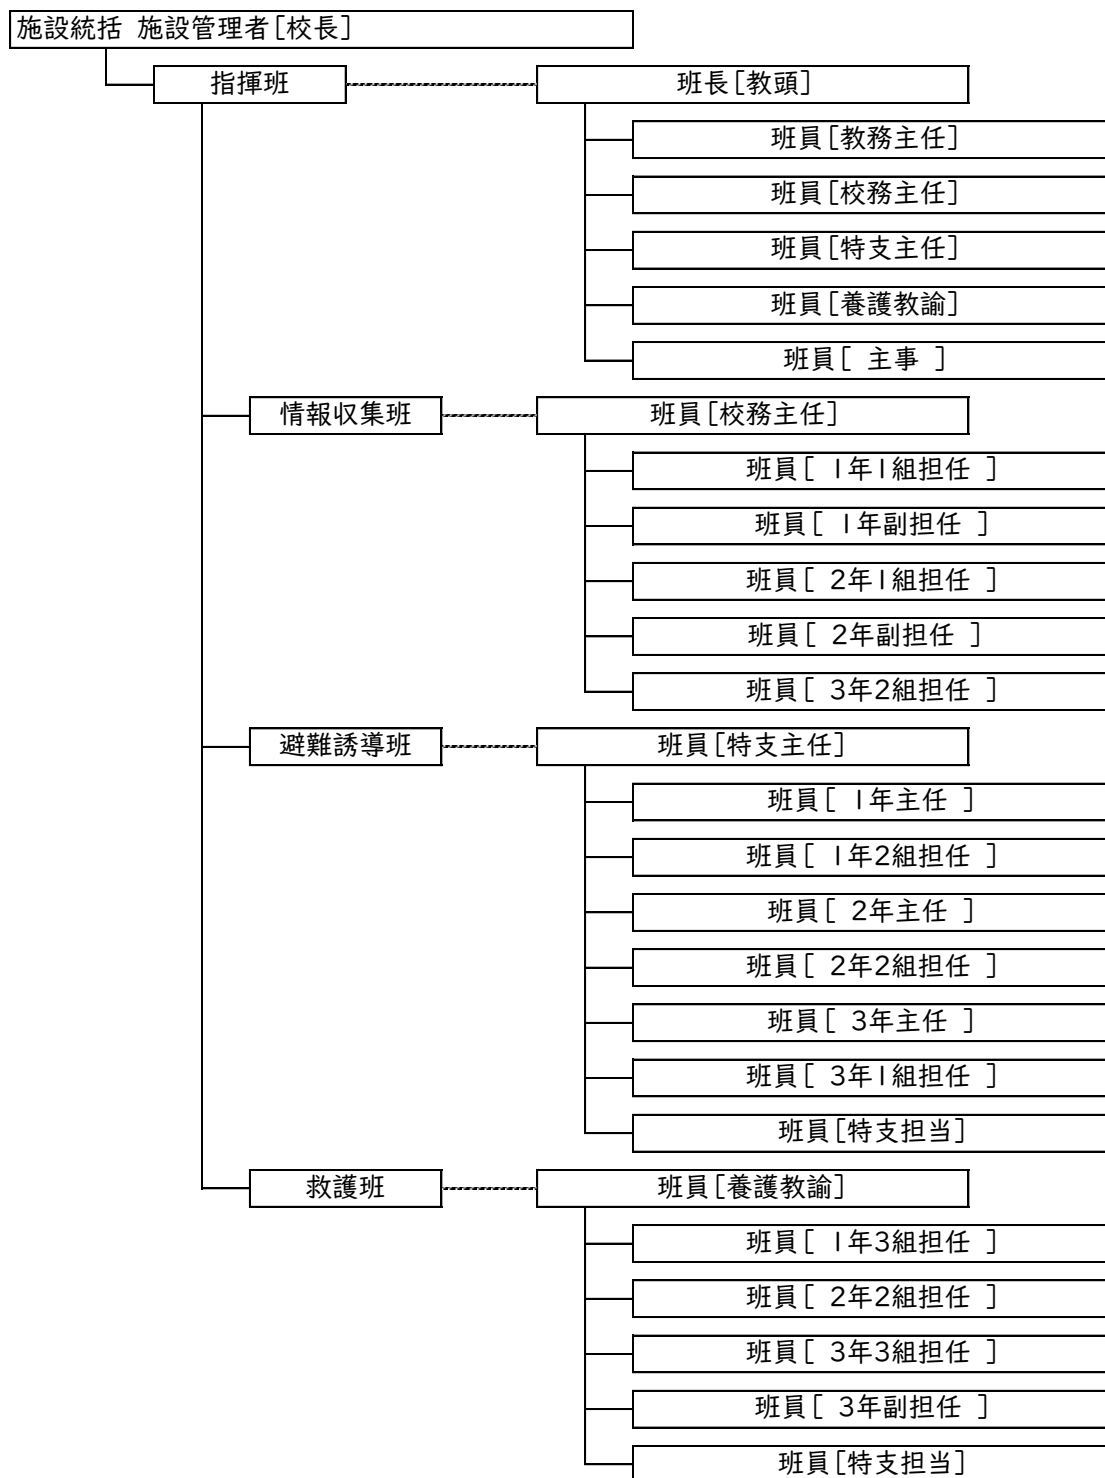 施設統括 施設管理者[校長]
指揮班 班長[教頭]
班員[教務主任]
班員[校務主任]
班員[特支主任]
班員[養護教諭]
班員[ 主事 ]
情報収集班 班員[校務主任]
班員[ 1年1組担任 ]
班員[ 1年副担任 ]
班員[ 2年1組担任 ]
班員[ 2年副担任 ]
班員[ 3年2組担任 ]
避難誘導班 班員[特支主任]
班員[ 1年主任 ]
班員[ 1年2組担任 ]
班員[ 2年主任 ]
班員[ 2年2組担任 ]
班員[ 3年主任 ]
班員[ 3年1組担任 ]
班員[特支担当]
救護班 班員[養護教諭]
班員[ 1年3組担任 ]
班員[ 2年2組担任 ]
班員[ 3年3組担任 ]
班員[ 3年副担任 ]
班員[特支担当]